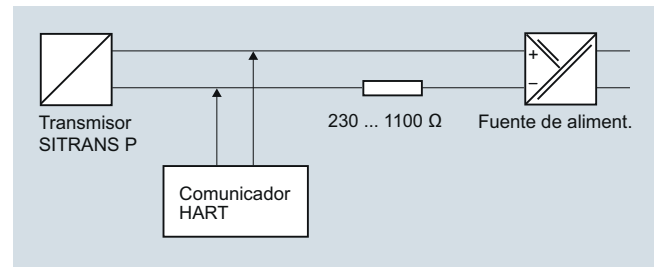 +
–
Transmisor
SITRANS P
230 ... 1100 Ω
Fuente de aliment.
Comunicador
HART